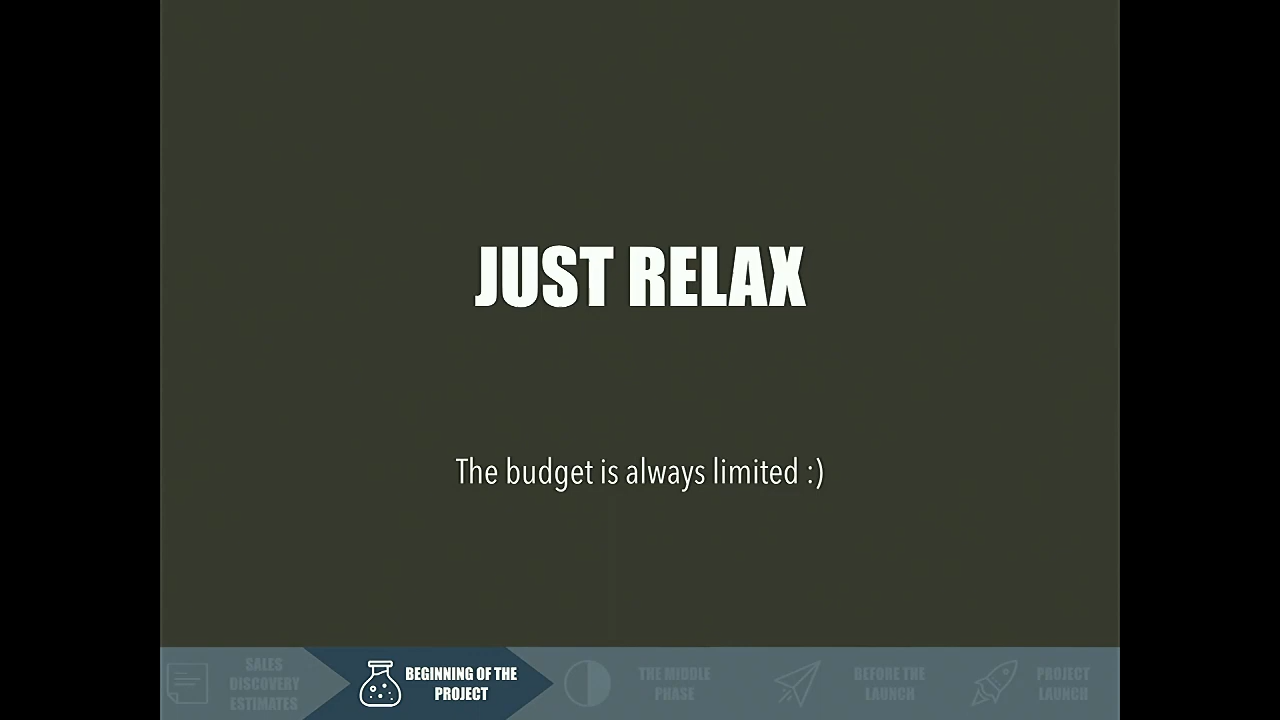 JUST RELAX
The budget is always limited :)
SALES
DISCOVERY
ESTIMATES
BEGINNING OF THE
PROJECT
THE MIDDLE
PHASE
BEFORE THE
LAUNCH
PROJECT
LAUNCH